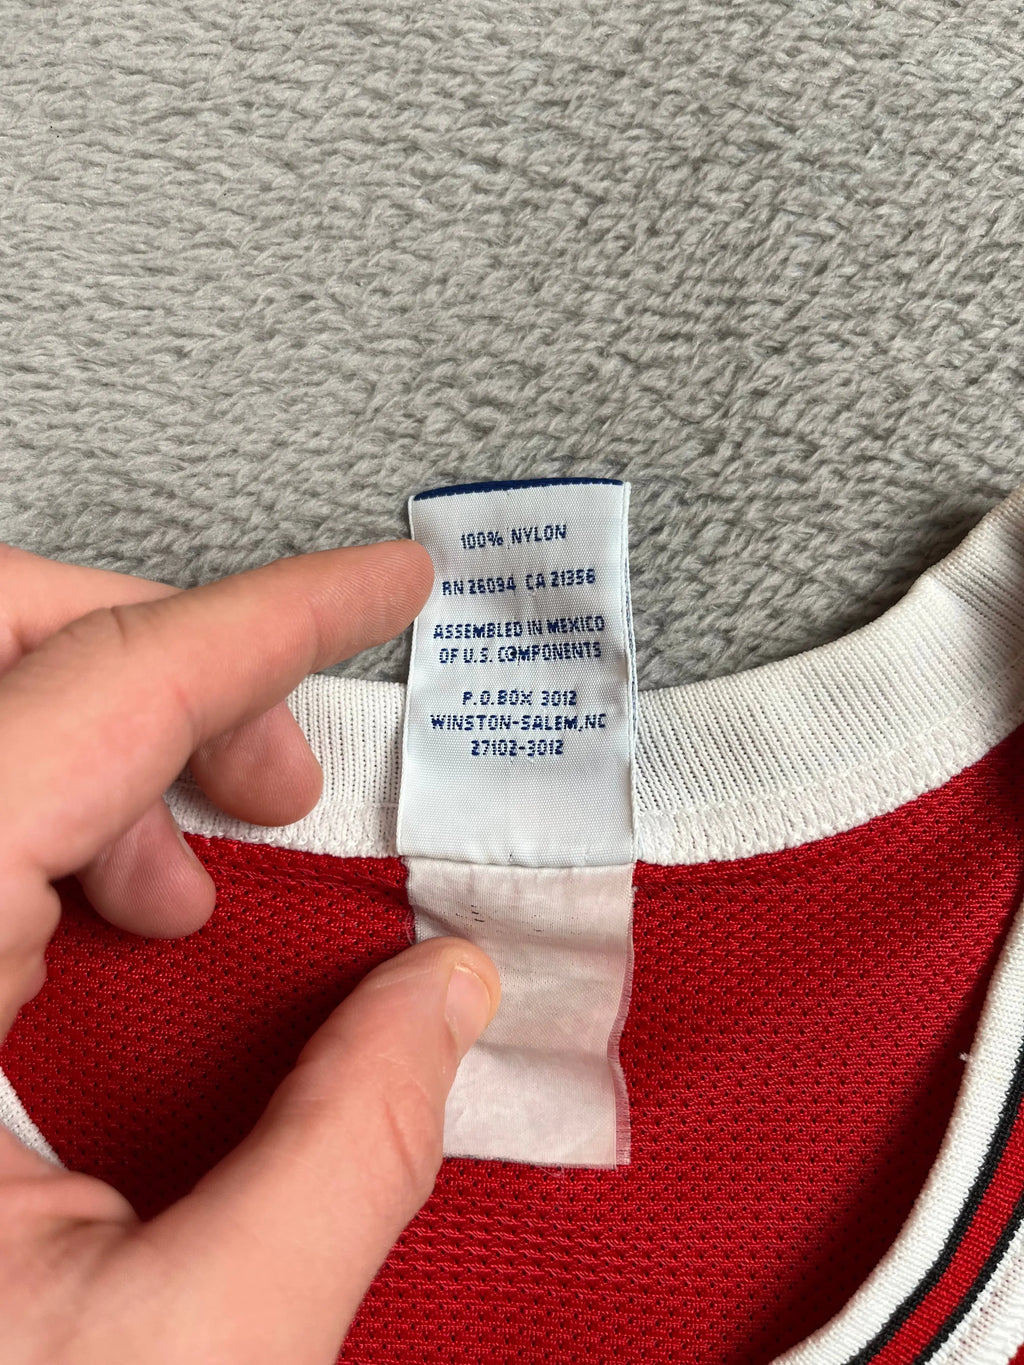 100% NYLON
RN 26094 CA 21356
ASSEMBLED IN MEXICO
OF U.S. COMPONENTS
P.O.BOX 3012
WINSTON-SALEM,NC
27102-3012